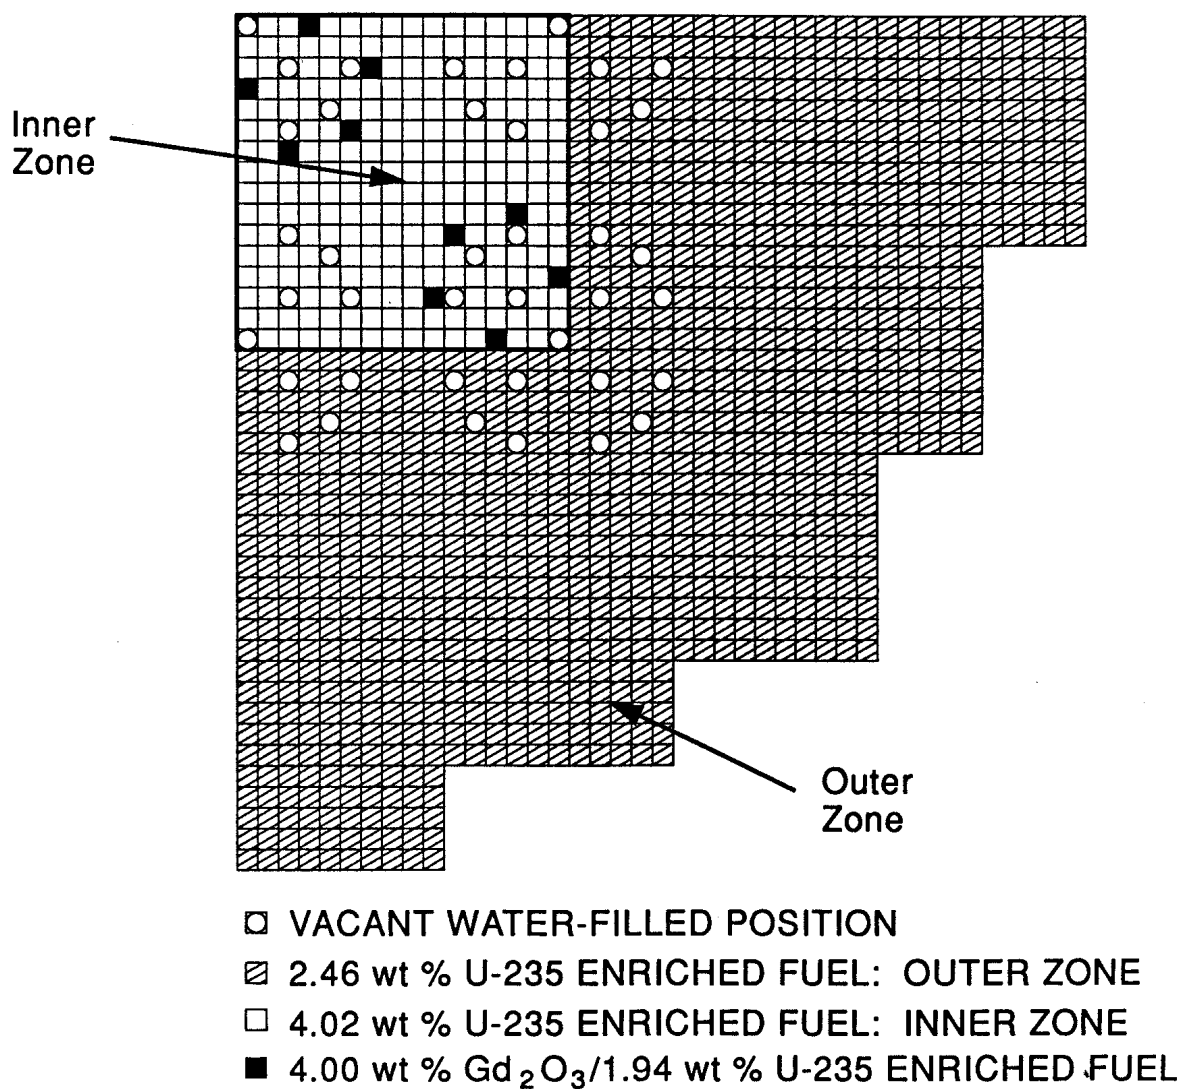 Inner
Zone
Outer
Zone
VACANT WATER-FILLED POSITION
2.46 wt % U-235 ENRICHED FUEL: OUTER ZONE
4.02 wt % U-235 ENRICHED FUEL: INNER ZONE
4.00 wt % Gd₂O₃/1.94 wt % U-235 ENRICHED FUEL